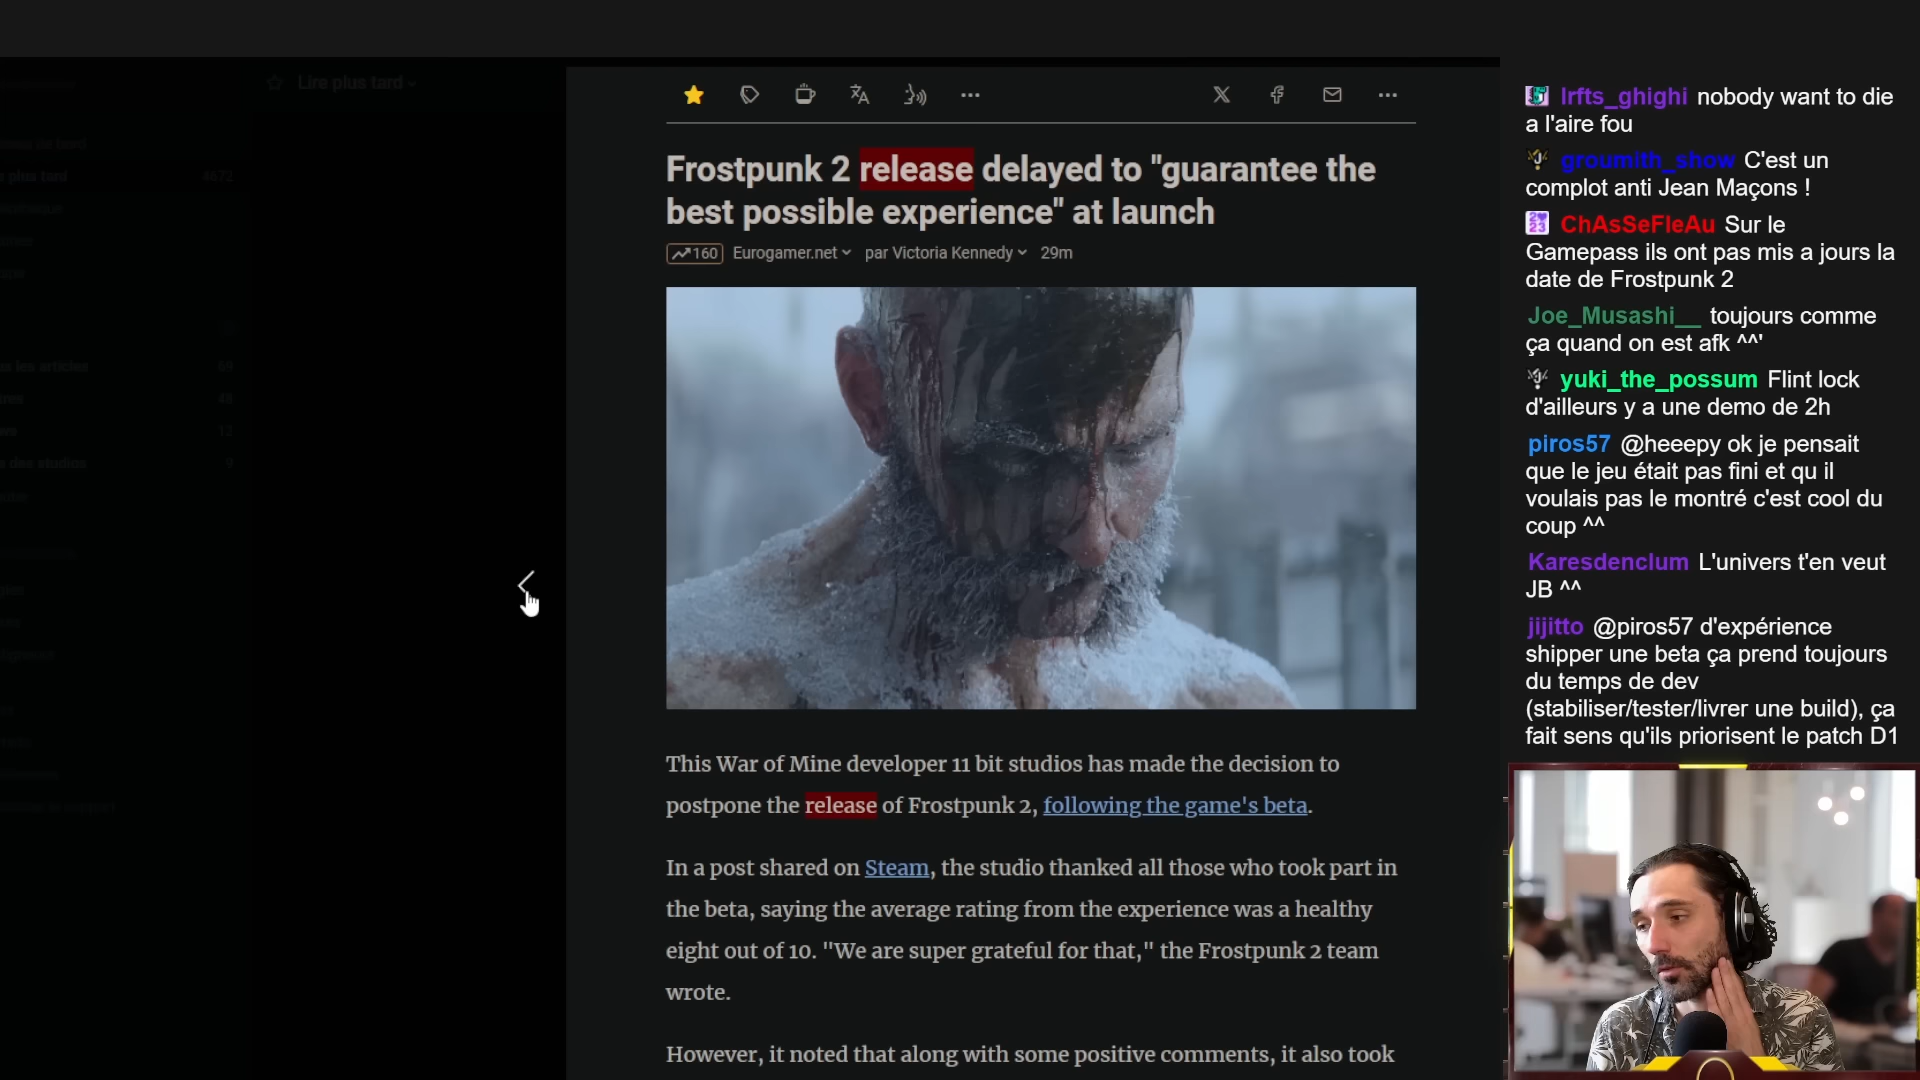 Lire plus tard
4672
69
48
12
9
Frostpunk 2 release delayed to "guarantee the
best possible experience" at launch
160 Eurogamer.net par Victoria Kennedy 29m
This War of Mine developer 11 bit studios has made the decision to
postpone the release of Frostpunk 2, following the game's beta.
In a post shared on Steam, the studio thanked all those who took part in
the beta, saying the average rating from the experience was a healthy
eight out of 10. "We are super grateful for that," the Frostpunk 2 team
wrote.
However, it noted that along with some positive comments, it also took
lrfts_ghighi nobody want to die
a l'aire fou
groumith_show C'est un
complot anti Jean Maçons !
ChAsSeFleAu Sur le
Gamepass ils ont pas mis a jours la
date de Frostpunk 2
Joe_Musashi__ toujours comme
ça quand on est afk ^^'
yuki_the_possum Flint lock
d'ailleurs y a une demo de 2h
piros57 @heeepy ok je pensait
que le jeu était pas fini et qu il
voulais pas le montré c'est cool du
coup ^^
Karesdenclum L'univers t'en veut
JB ^^
jijitto @piros57 d'expérience
shipper une beta ça prend toujours
du temps de dev
(stabiliser/tester/livrer une build), ça
fait sens qu'ils priorisent le patch D1